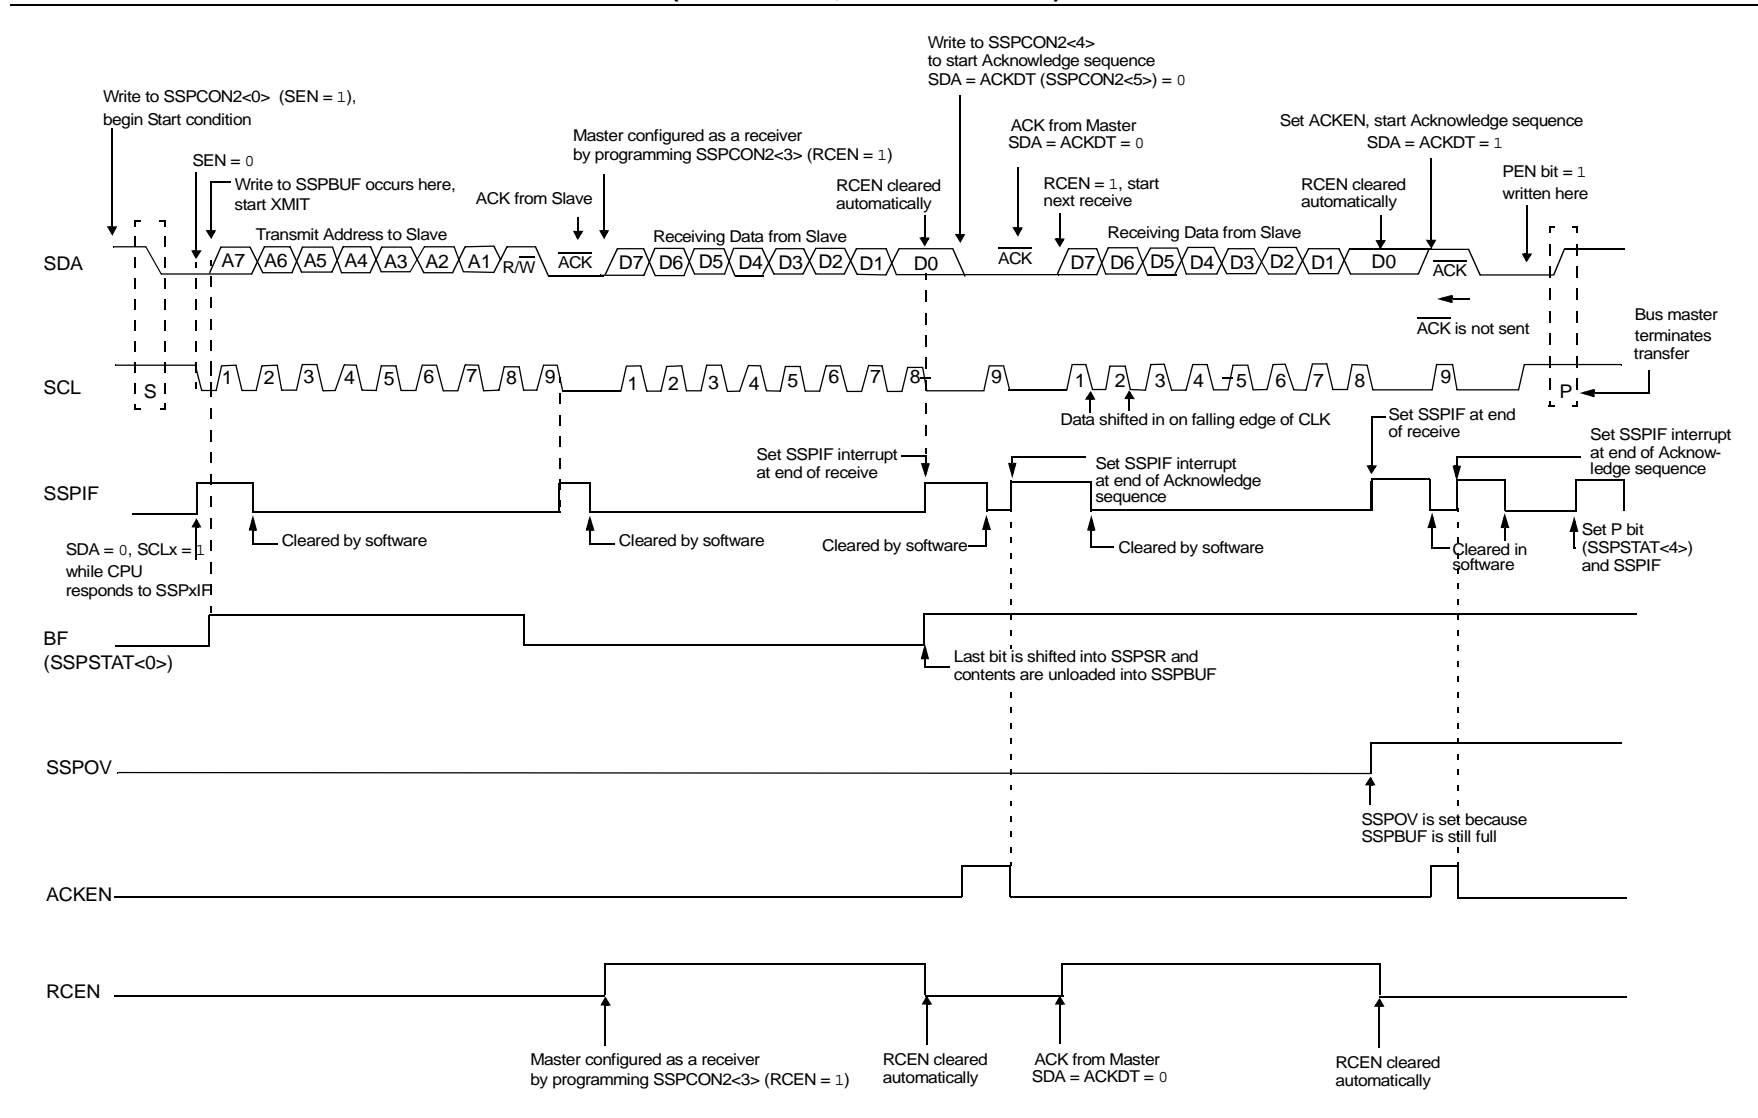 Write to SSPCON2<4>
to start Acknowledge sequence
SDA = ACKDT (SSPCON2<5>) = 0
Write to SSPCON2<0> (SEN = 1),
begin Start condition
ACK from Master
SDA = ACKDT = 0
Set ACKEN, start Acknowledge sequence
SDA = ACKDT = 1
Master configured as a receiver
by programming SSPCON2<3> (RCEN = 1)
SEN = 0
PEN bit = 1
written here
Write to SSPBUF occurs here,
start XMIT
ACK from Slave
RCEN cleared
automatically
RCEN = 1, start
next receive
RCEN cleared
automatically
Transmit Address to Slave
Receiving Data from Slave
Receiving Data from Slave
SDA
A7 A6 A5 A4 A3 A2 A1 R/W ACK D7 D6 D5 D4 D3 D2 D1 D0 ACK D7 D6 D5 D4 D3 D2 D1 D0 ACK
ACK is not sent
Bus master
terminates
transfer
SCL
S 1 2 3 4 5 6 7 8 9 1 2 3 4 5 6 7 8 9 1 2 3 4 5 6 7 8 9 P
Data shifted in on falling edge of CLK
Set SSPIF at end
of receive
Set SSPIF interrupt
at end of Acknow-
ledge sequence
Set SSPIF interrupt
at end of receive
Set SSPIF interrupt
at end of Acknowledge
sequence
SSPIF
SDA = 0, SCLx = 1
while CPU
responds to SSPxIF
Cleared by software
Cleared by software
Cleared by software
Cleared by software
Cleared in
software
Set P bit
(SSPSTAT<4>)
and SSPIF
BF
(SSPSTAT<0>)
Last bit is shifted into SSPSR and
contents are unloaded into SSPBUF
SSPOV
SSPOV is set because
SSPBUF is still full
ACKEN
RCEN
Master configured as a receiver
by programming SSPCON2<3> (RCEN = 1)
RCEN cleared
automatically
ACK from Master
SDA = ACKDT = 0
RCEN cleared
automatically